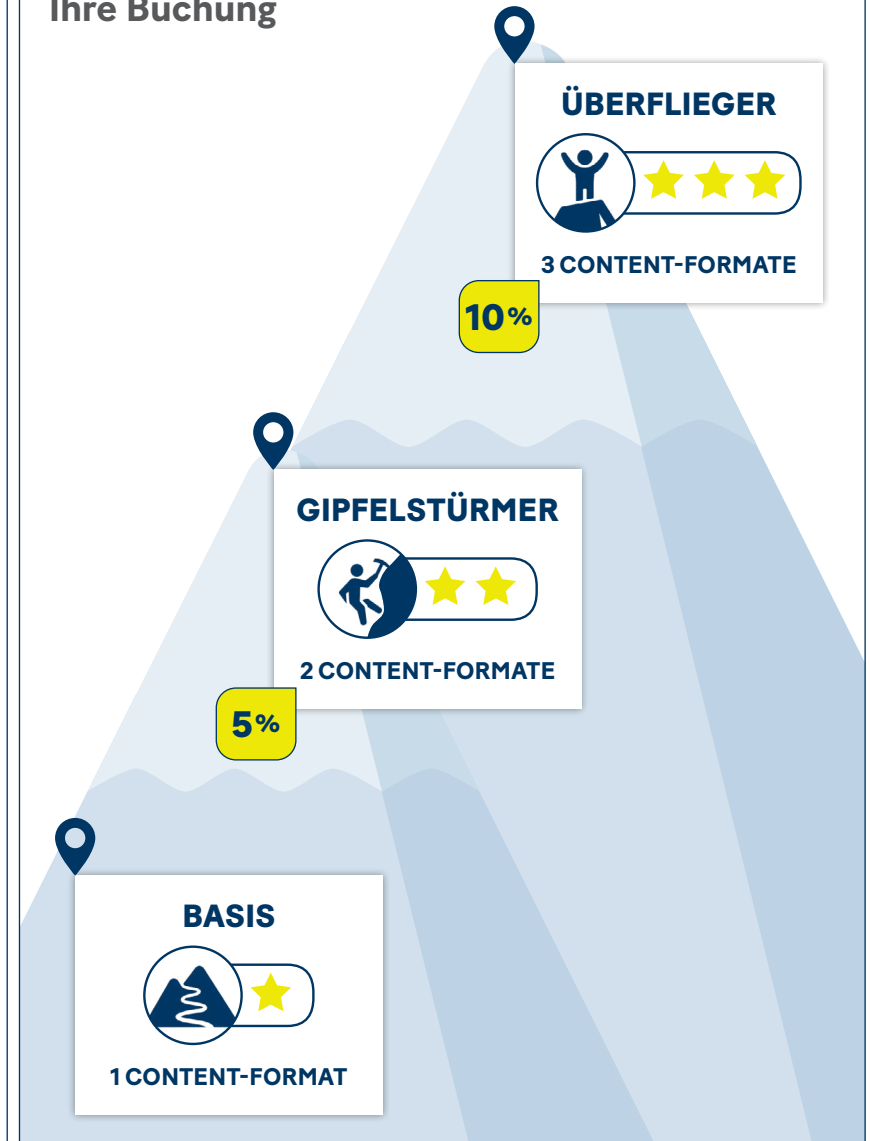 Ihre Buchung
ÜBERFLIEGER
3 CONTENT-FORMATE
10%
GIPFELSTÜRMER
2 CONTENT-FORMATE
5%
BASIS
1 CONTENT-FORMAT